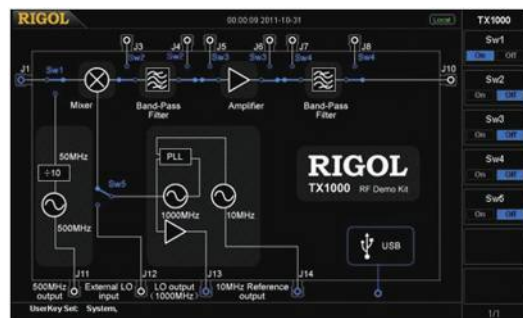 RIGOL
00:00:09 2011-10-31
Local
TX1000
Sw1
On Off
Sw2
On Off
Sw3
On Off
Sw4
On Off
Sw5
On Off
1/1
J3 J4 J5 J6 J7 J8
J1 Sw1 Sw2 Sw2 Sw3 Sw3 Sw4 Sw4 J10
Mixer
Band-Pass
Filter
Amplifier
Band-Pass
Filter
50MHz
÷10
500MHz
Sw5
PLL
1000MHz
10MHz
RIGOL
TX1000 RF Demo Kit
USB
J11 J12 J13 J14
500MHz
output
External LO
input
LO output
(1000MHz)
10MHz Reference
output
UserKey Set: System,